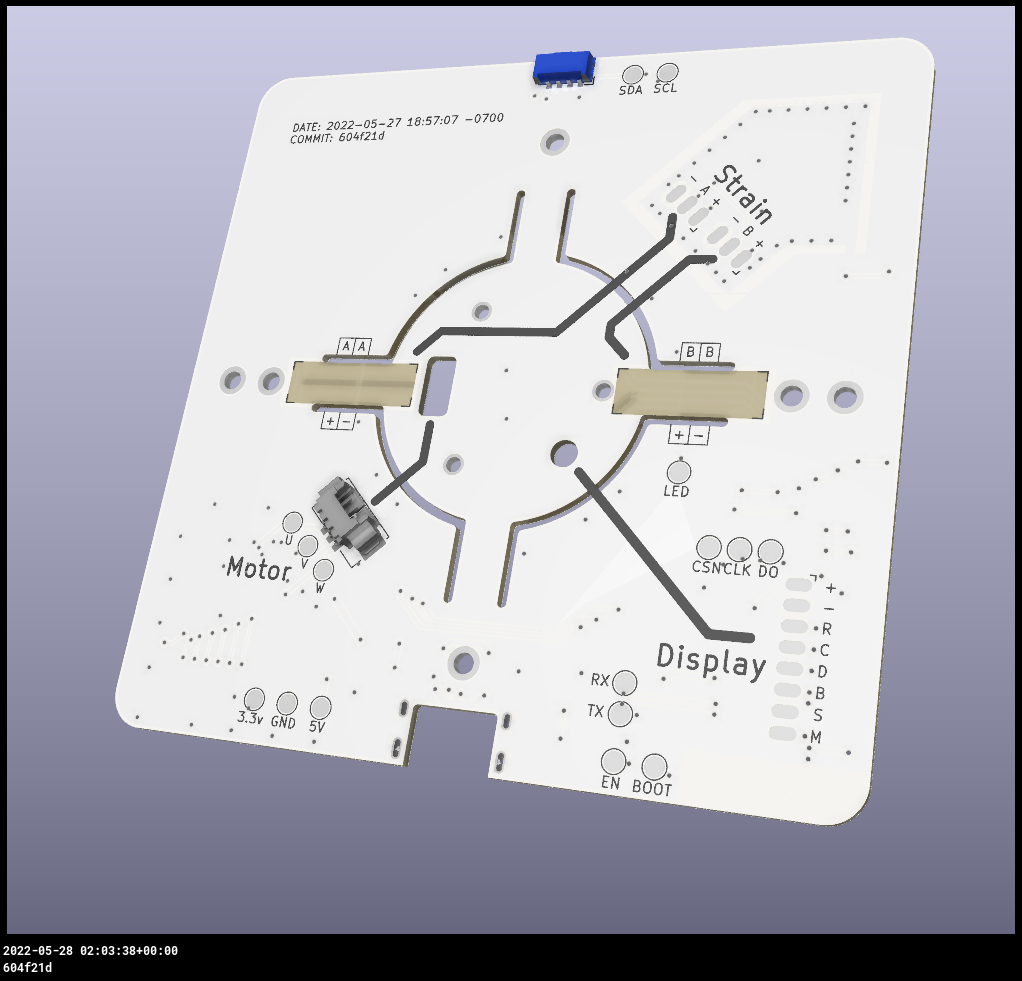 SDA
SCL
DATE: 2022-05-27 18:57:07 -0700
COMMIT: 604f21d
Strain
- A +
- B +
A A
B B
+ -
+ -
LED
U
V
W
Motor
CSN
CLK
DO
+
-
R
C
D
B
S
M
Display
RX
TX
3.3v
GND
5V
EN
BOOT
2022-05-28 02:03:38+00:00
604f21d